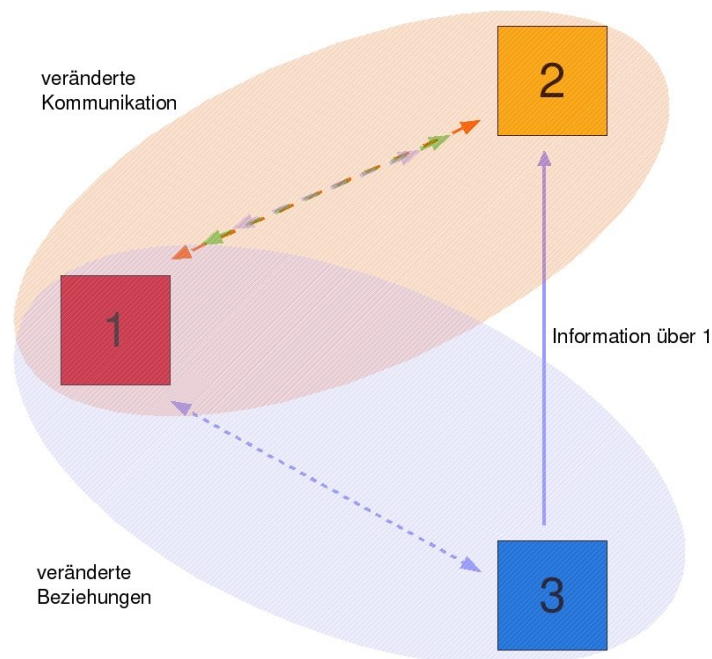 veränderte
Kommunikation
2
1
Information über 1
veränderte
Beziehungen
3